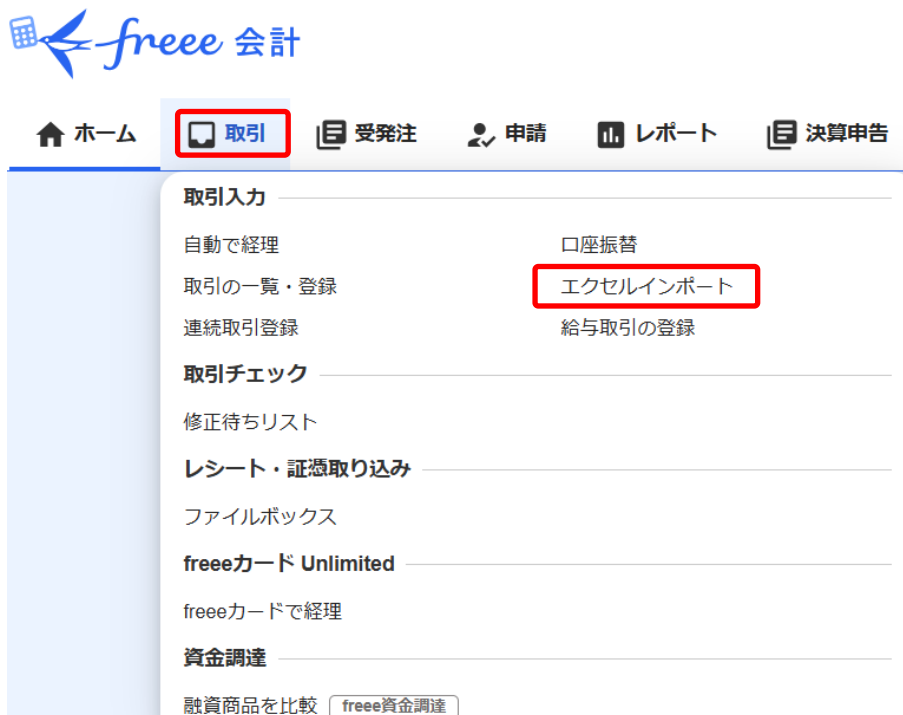 freee 会計
ホーム 取引 受発注 申請 レポート 決算申告
取引入力
自動で経理 口座振替
取引の一覧・登録 エクセルインポート
連続取引登録 給与取引の登録
取引チェック
修正待ちリスト
レシート・証憑取り込み
ファイルボックス
freeeカード Unlimited
freeeカードで経理
資金調達
融資商品を比較 freee資金調達